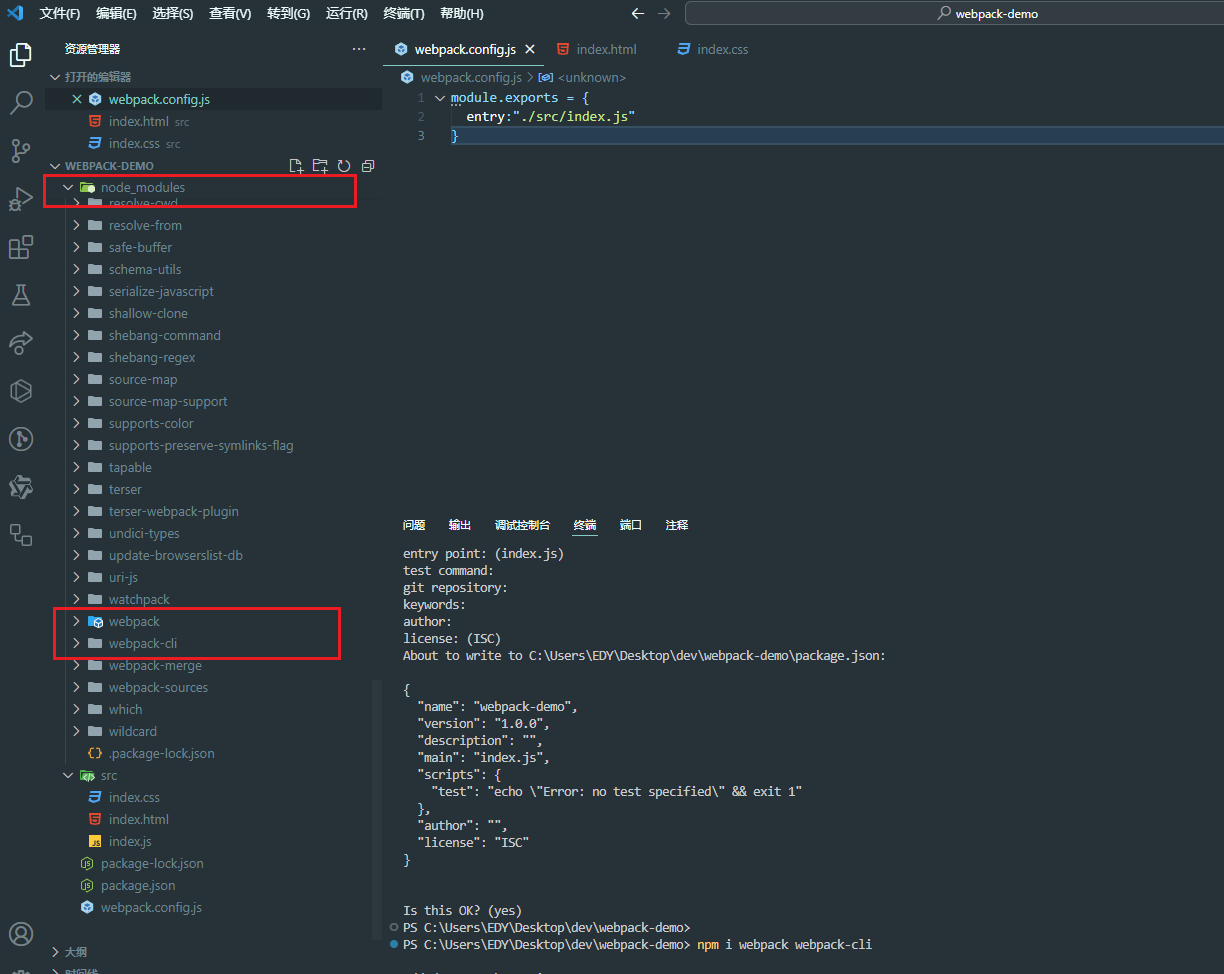 文件(F) 编辑(E) 选择(S) 查看(V) 转到(G) 运行(R) 终端(T) 帮助(H) webpack-demo
资源管理器
打开的编辑器
webpack.config.js
index.html src
index.css src
WEBPACK-DEMO
node_modules
resolve-cwd
resolve-from
safe-buffer
schema-utils
serialize-javascript
shallow-clone
shebang-command
shebang-regex
source-map
source-map-support
supports-color
supports-preserve-symlinks-flag
tapable
terser
terser-webpack-plugin
undici-types
update-browserslist-db
uri-js
watchpack
webpack
webpack-cli
webpack-merge
webpack-sources
which
wildcard
.package-lock.json
src
index.css
index.html
index.js
package-lock.json
package.json
webpack.config.js
大纲
时间线
webpack.config.js index.html index.css
webpack.config.js > <unknown>
1 module.exports = {
2 entry:"./src/index.js"
3 }
问题 输出 调试控制台 终端 端口 注释
entry point: (index.js)
test command:
git repository:
keywords:
author:
license: (ISC)
About to write to C:\Users\EDY\Desktop\dev\webpack-demo\package.json:
{
"name": "webpack-demo",
"version": "1.0.0",
"description": "",
"main": "index.js",
"scripts": {
"test": "echo \"Error: no test specified\" && exit 1"
},
"author": "",
"license": "ISC"
}
Is this OK? (yes)
PS C:\Users\EDY\Desktop\dev\webpack-demo>
PS C:\Users\EDY\Desktop\dev\webpack-demo> npm i webpack webpack-cli